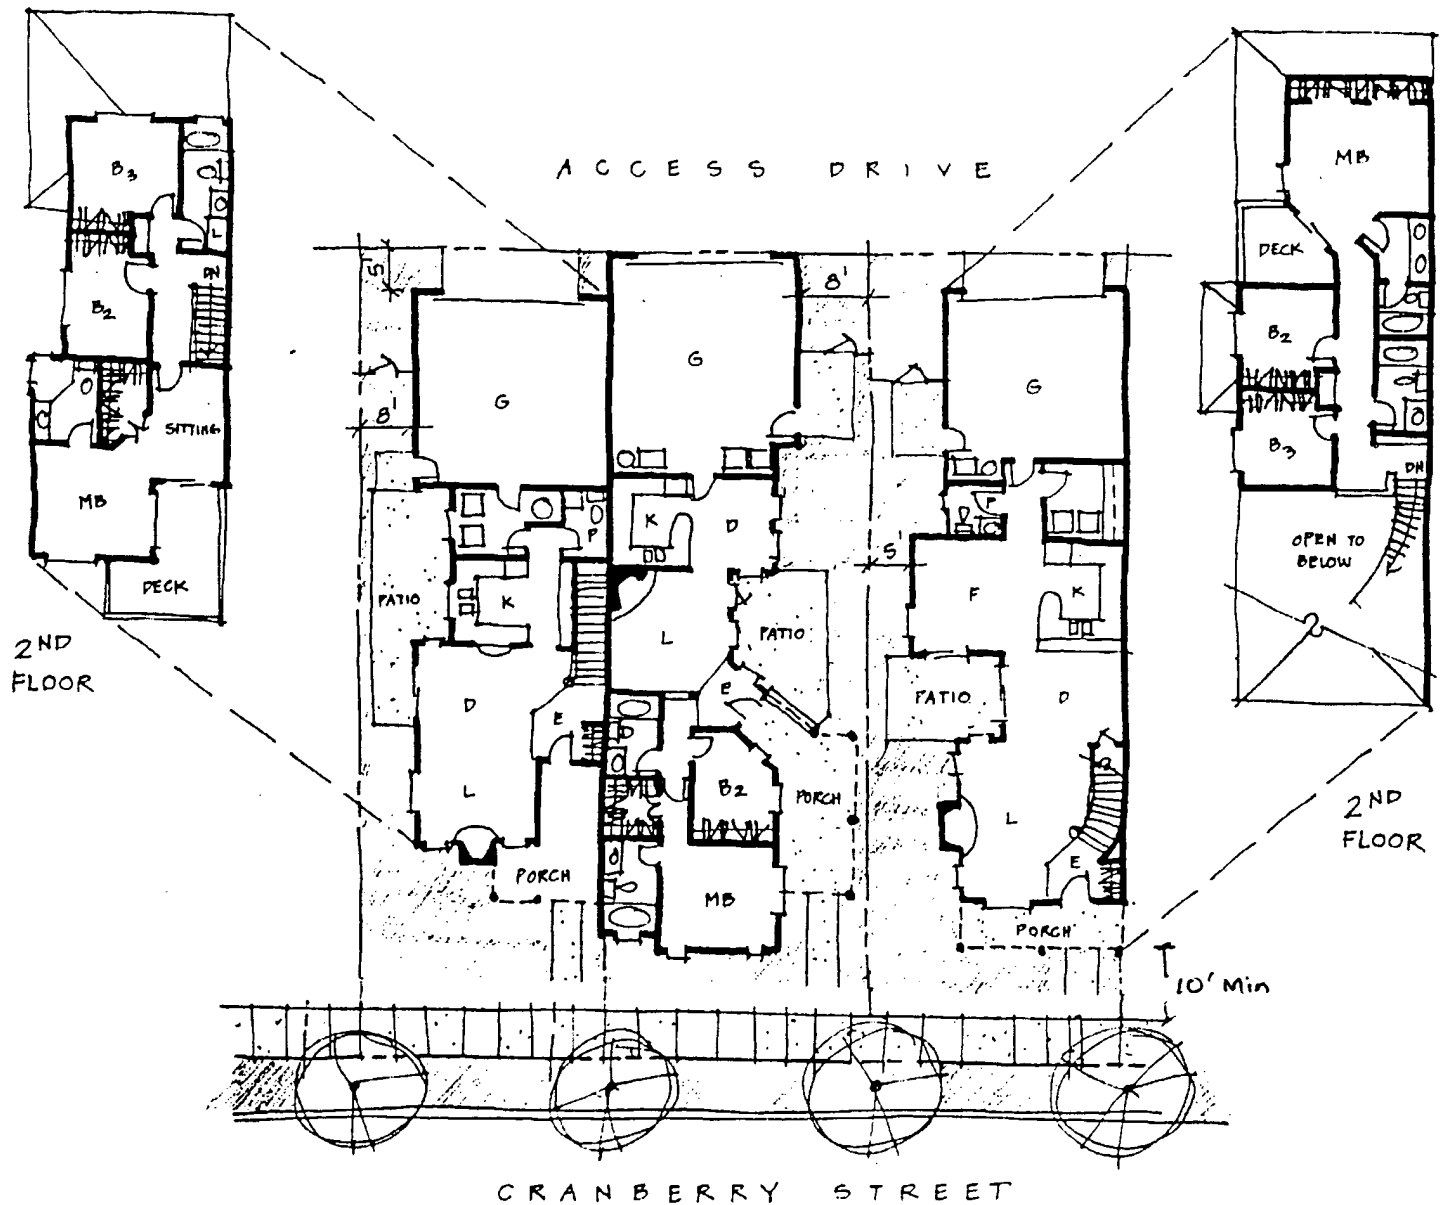 B3
DN
B2
SITTING
MB
DECK
2ND
FLOOR
ACCESS DRIVE
5'
8'
G
P
K
PATIO
D
E
L
PORCH
G
K
D
L
PATIO
E
B2
PORCH
MB
8'
5'
G
P
F
K
PATIO
D
L
E
PORCH
10' Min
MB
DECK
B2
B3
DN
OPEN TO
BELOW
2ND
FLOOR
CRANBERRY STREET